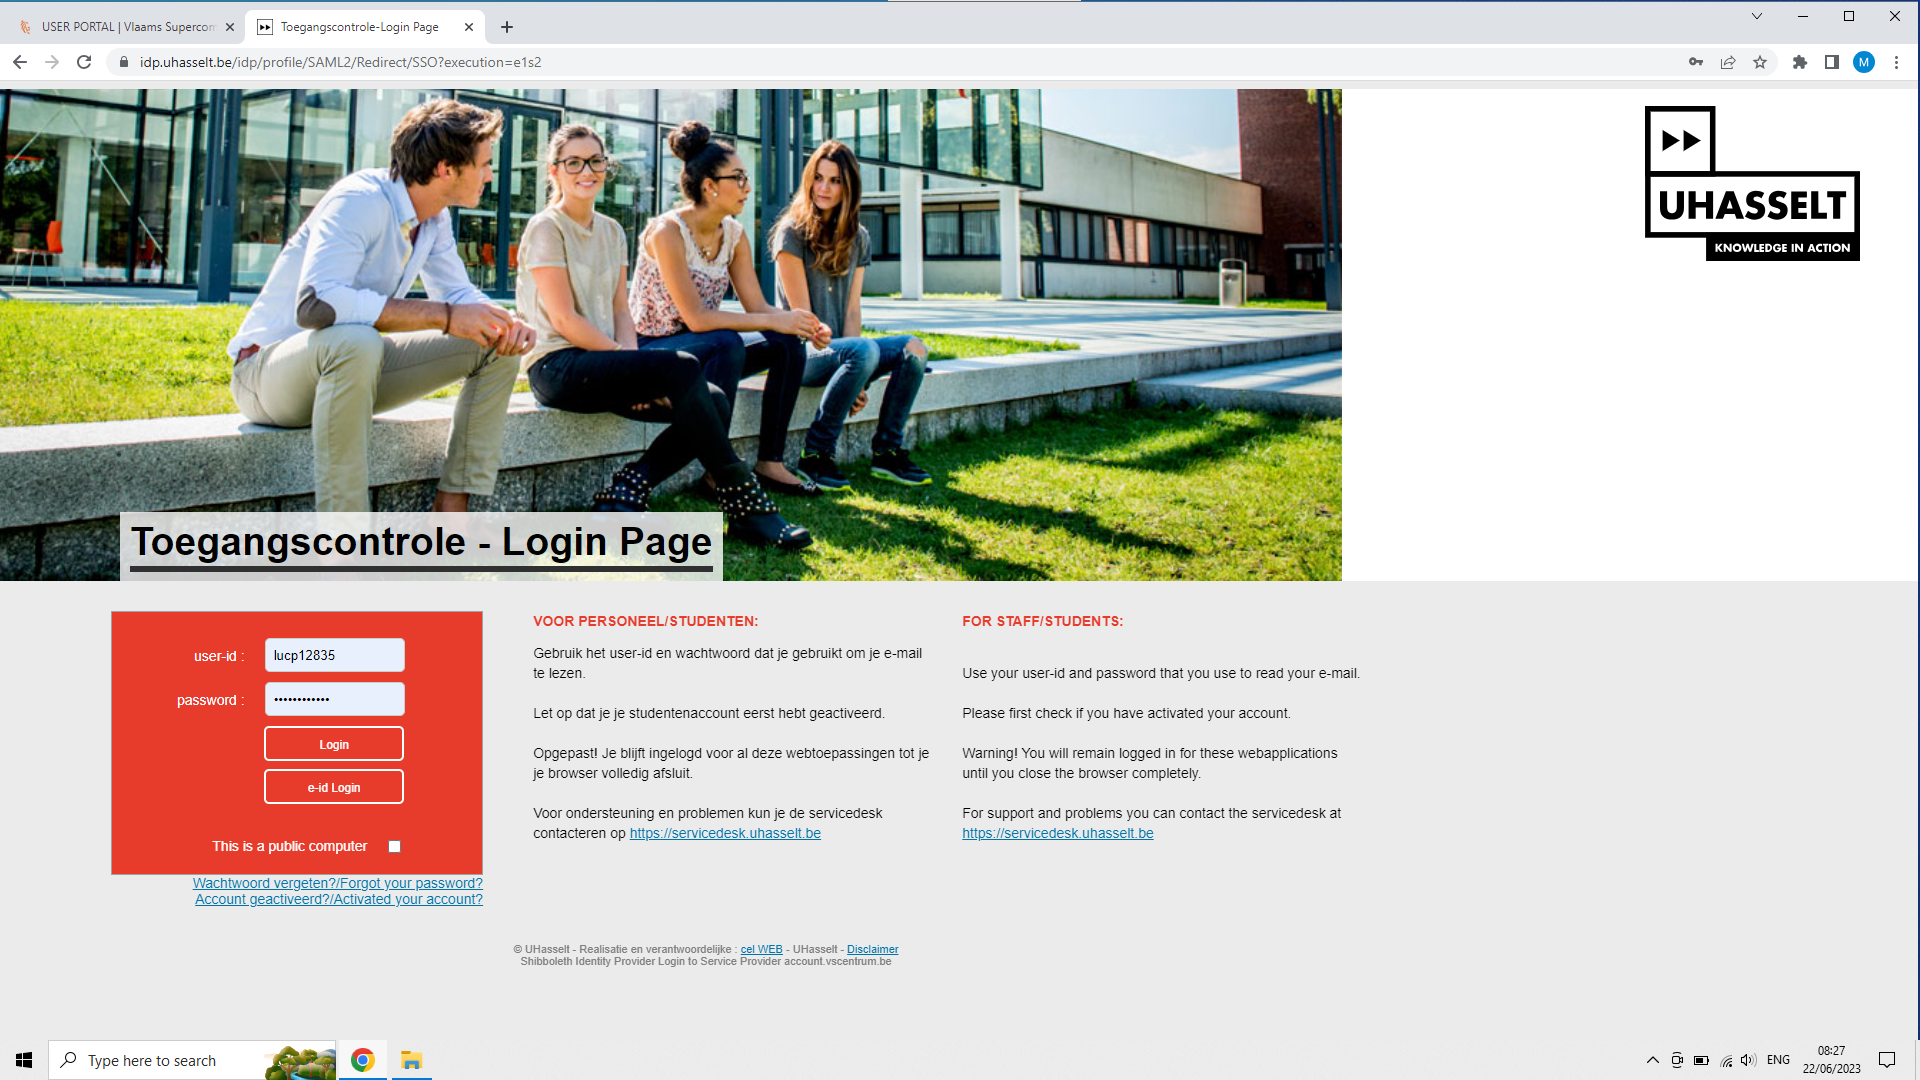 USER PORTAL | Vlaams Supercom
Toegangscontrole-Login Page
idp.uhasselt.be/idp/profile/SAML2/Redirect/SSO?execution=e1s2
M
UHASSELT
KNOWLEDGE IN ACTION
Toegangscontrole - Login Page
user-id :
lucp12835
password :
••••••••••••
Login
e-id Login
This is a public computer
Wachtwoord vergeten?/Forgot your password?
Account geactiveerd?/Activated your account?
VOOR PERSONEEL/STUDENTEN:
Gebruik het user-id en wachtwoord dat je gebruikt om je e-mail
te lezen.
Let op dat je je studentenaccount eerst hebt geactiveerd.
Opgepast! Je blijft ingelogd voor al deze webtoepassingen tot je
je browser volledig afsluit.
Voor ondersteuning en problemen kun je de servicedesk
contacteren op https://servicedesk.uhasselt.be
FOR STAFF/STUDENTS:
Use your user-id and password that you use to read your e-mail.
Please first check if you have activated your account.
Warning! You will remain logged in for these webapplications
until you close the browser completely.
For support and problems you can contact the servicedesk at
https://servicedesk.uhasselt.be
© UHasselt - Realisatie en verantwoordelijke : cel WEB - UHasselt - Disclaimer
Shibboleth Identity Provider Login to Service Provider account.vscentrum.be
Type here to search
ENG
08:27
22/06/2023